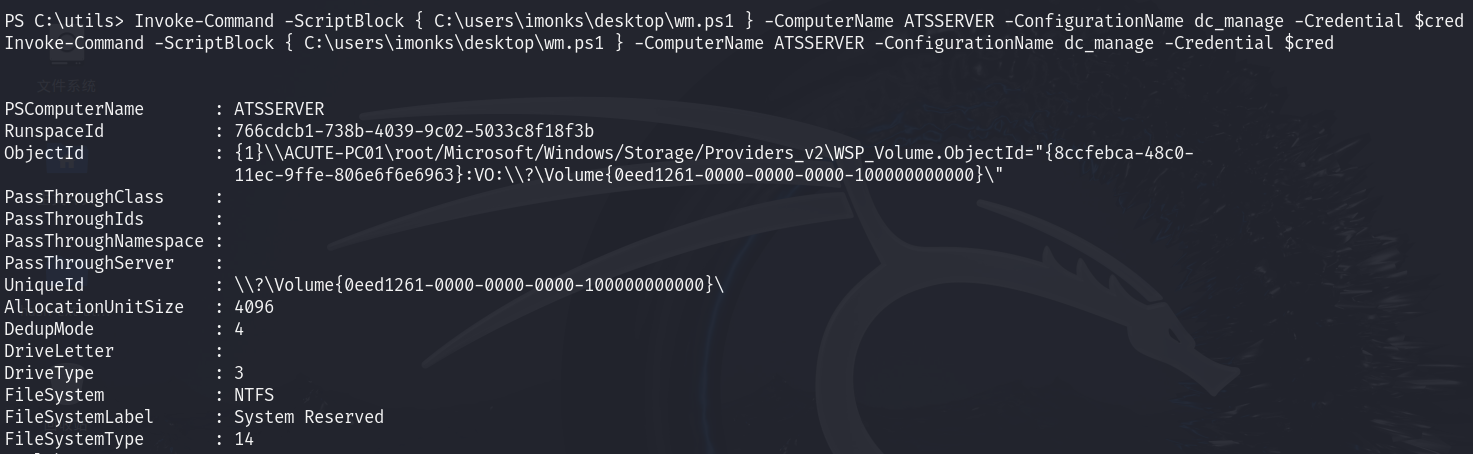 PS C:\utils> Invoke-Command -ScriptBlock { C:\users\imonks\desktop\wm.ps1 } -ComputerName ATSSERVER -ConfigurationName dc_manage -Credential $cred
Invoke-Command -ScriptBlock { C:\users\imonks\desktop\wm.ps1 } -ComputerName ATSSERVER -ConfigurationName dc_manage -Credential $cred
文件系统
PSComputerName       : ATSSERVER
RunspaceId           : 766cdcb1-738b-4039-9c02-5033c8f18f3b
ObjectId             : {1}\\ACUTE-PC01\root/Microsoft/Windows/Storage/Providers_v2\WSP_Volume.ObjectId="{8ccfebca-48c0-
                       11ec-9ffe-806e6f6e6963}:VO:\\?\Volume{0eed1261-0000-0000-0000-100000000000}\"
PassThroughClass     :
PassThroughIds       :
PassThroughNamespace :
PassThroughServer    :
UniqueId             : \\?\Volume{0eed1261-0000-0000-0000-100000000000}\
AllocationUnitSize   : 4096
DedupMode            : 4
DriveLetter          :
DriveType            : 3
FileSystem           : NTFS
FileSystemLabel      : System Reserved
FileSystemType       : 14